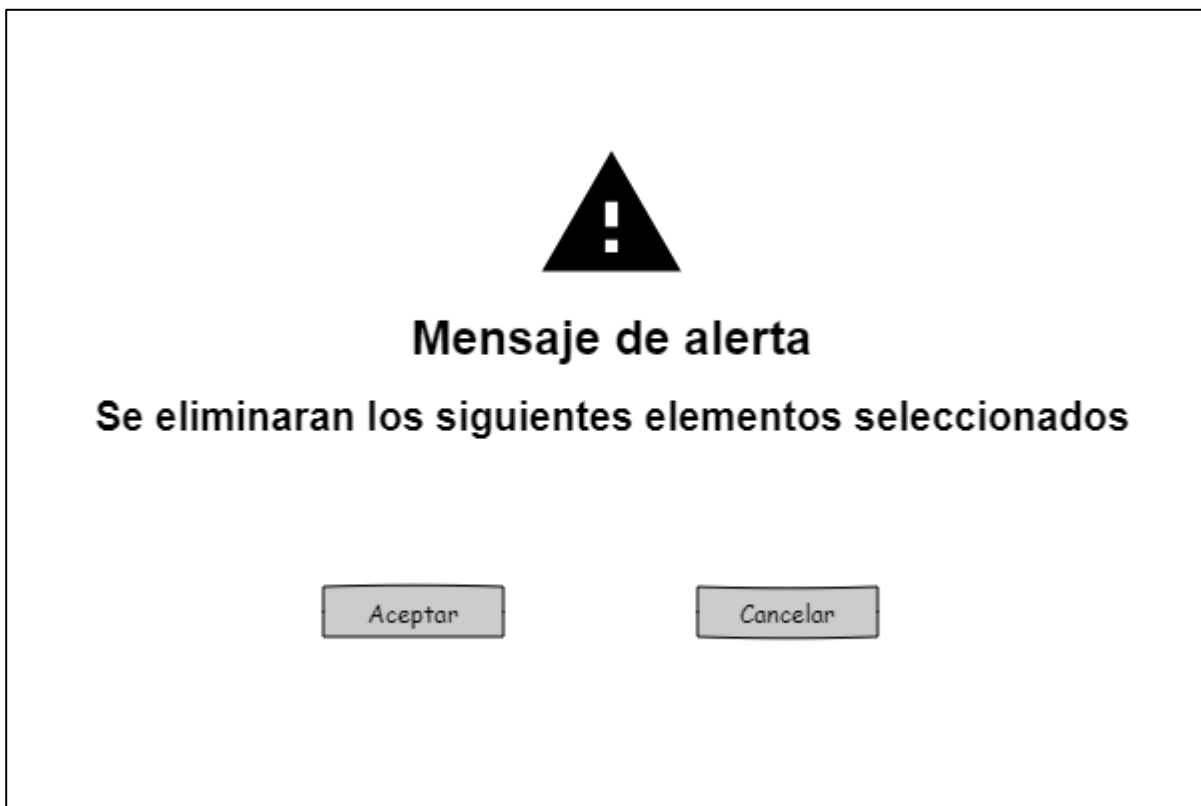 Mensaje de alerta
Se eliminaran los siguientes elementos seleccionados
Aceptar
Cancelar